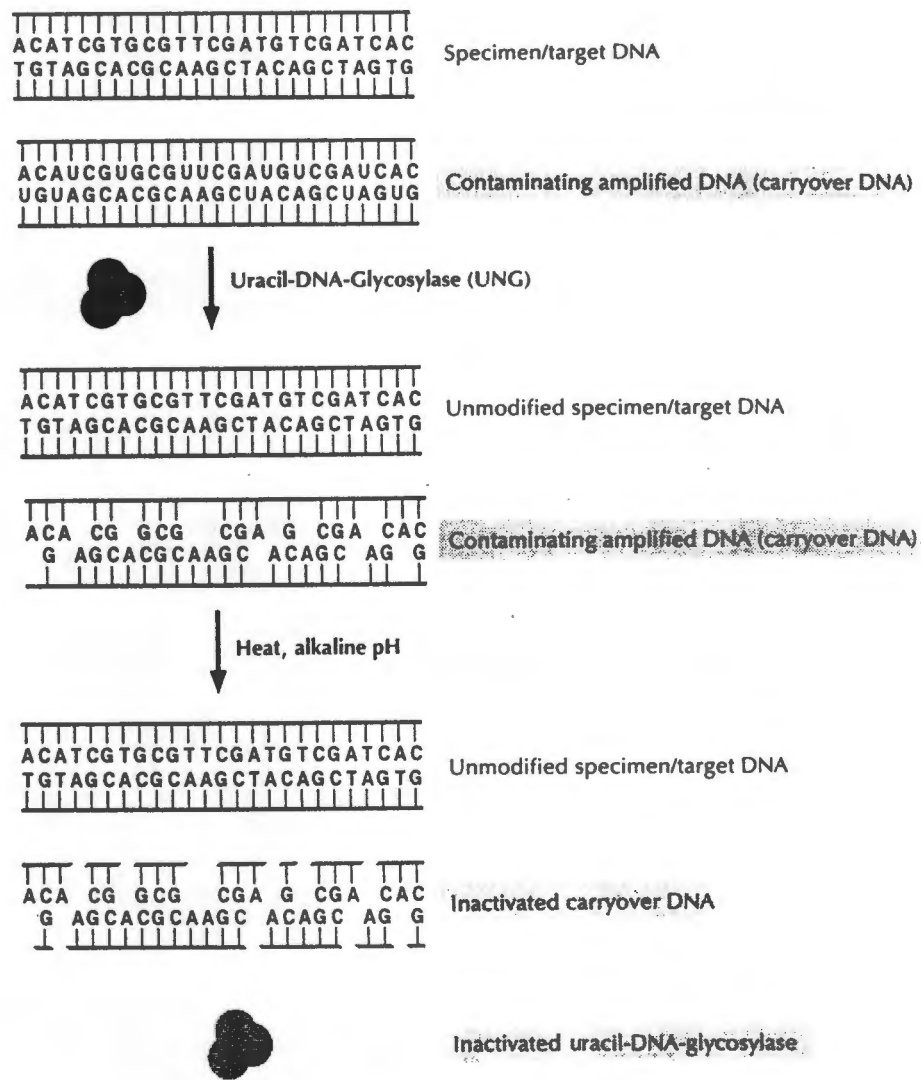 ACATCGTGCGTTCGATGTCGATCAC
TGTAGCACGCAAGCTACAGCTAGTG
Specimen/target DNA
ACAUCGUGCGUUCGAUGUCGAUCAC
UGUAGCACGCAAGCUACAGCUAGUG
Contaminating amplified DNA (carryover DNA)
Uracil-DNA-Glycosylase (UNG)
ACATCGTGCGTTCGATGTCGATCAC
TGTAGCACGCAAGCTACAGCTAGTG
Unmodified specimen/target DNA
ACA CG GCG CGA G CGA CAC
G AGCACGCAAGC ACAGC AG G
Contaminating amplified DNA (carryover DNA)
Heat, alkaline pH
ACATCGTGCGTTCGATGTCGATCAC
TGTAGCACGCAAGCTACAGCTAGTG
Unmodified specimen/target DNA
ACA CG GCG CGA G CGA CAC
G AGCACGCAAGC ACAGC AG G
Inactivated carryover DNA
Inactivated uracil-DNA-glycosylase